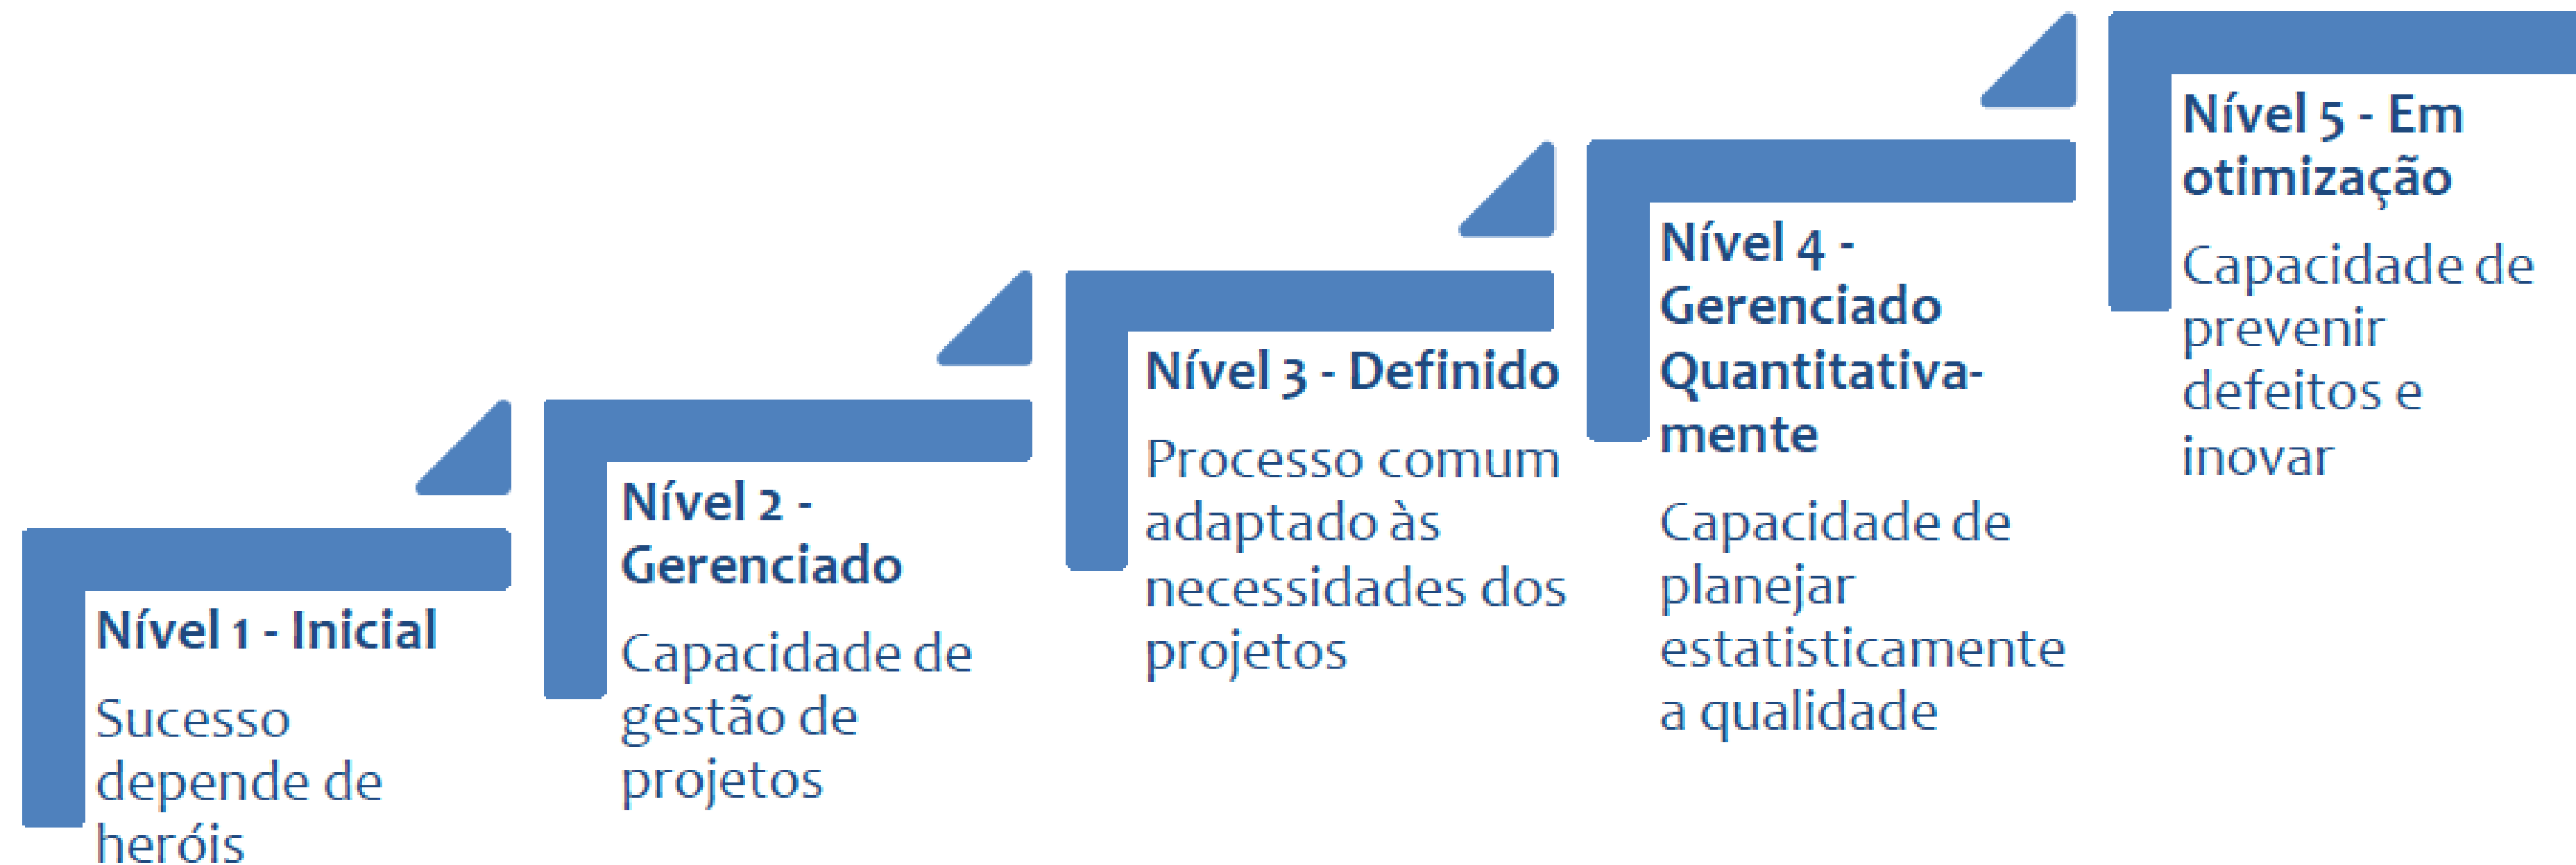 Nível 1 - Inicial
Sucesso
depende de
heróis
Nível 2 -
Gerenciado
Capacidade de
gestão de
projetos
Nível 3 - Definido
Processo comum
adaptado às
necessidades dos
projetos
Nível 4 -
Gerenciado
Quantitativa-
mente
Capacidade de
planejar
estatisticamente
a qualidade
Nível 5 - Em
otimização
Capacidade de
prevenir
defeitos e
inovar